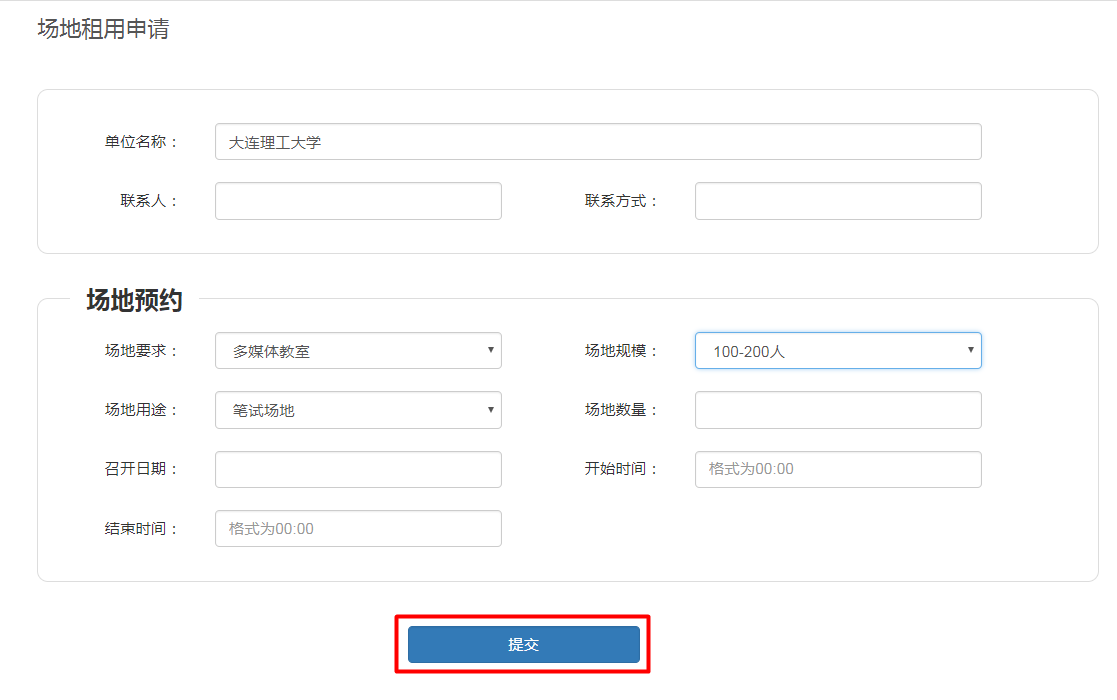 场地租用申请
单位名称： 大连理工大学
联系人： 联系方式：
场地预约
场地要求： 多媒体教室 场地规模： 100-200人
场地用途： 笔试场地 场地数量：
召开日期： 开始时间： 格式为00:00
结束时间： 格式为00:00
提交